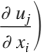 ∂ u_j
∂ x_i )